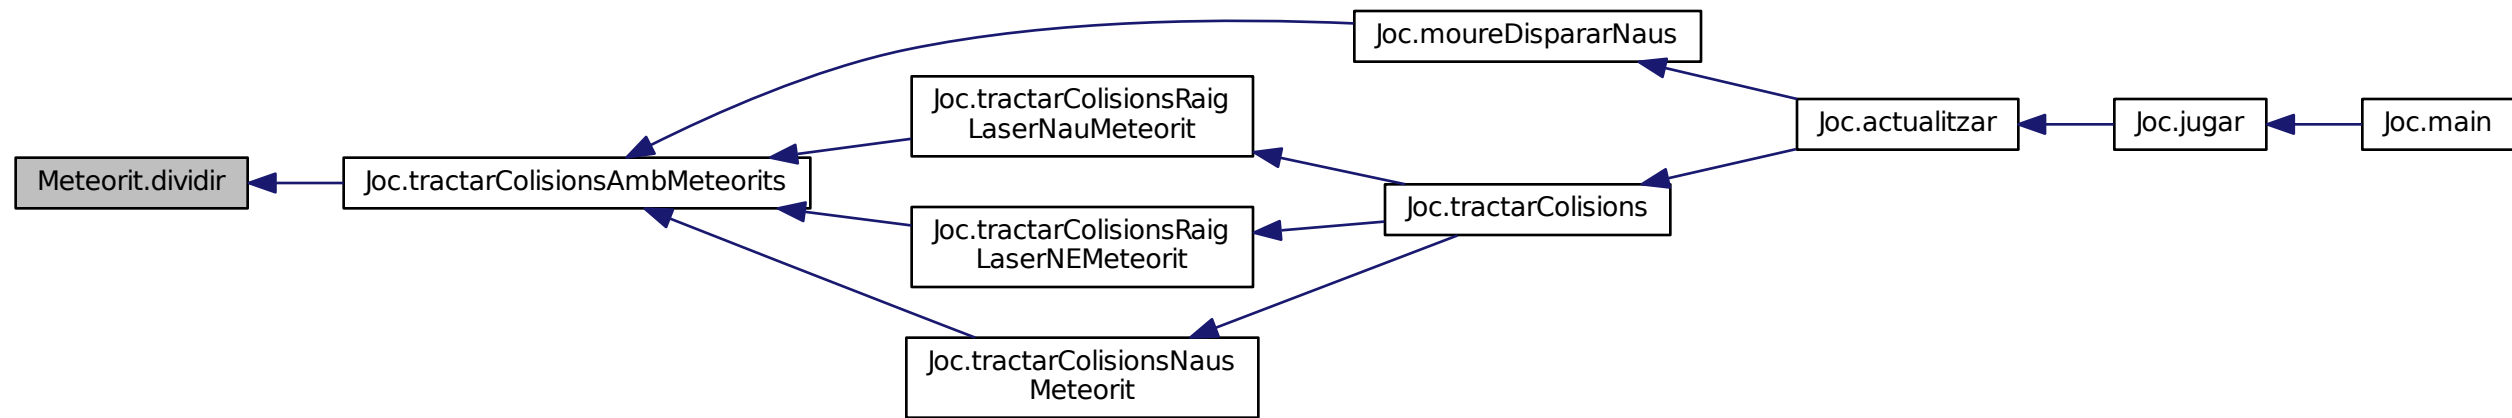 Meteorit.dividir
Joc.tractarColisionsAmbMeteorits
Joc.moureDispararNaus
Joc.tractarColisionsRaig
LaserNauMeteorit
Joc.tractarColisionsRaig
LaserNEMeteorit
Joc.tractarColisionsNaus
Meteorit
Joc.tractarColisions
Joc.actualitzar
Joc.jugar
Joc.main